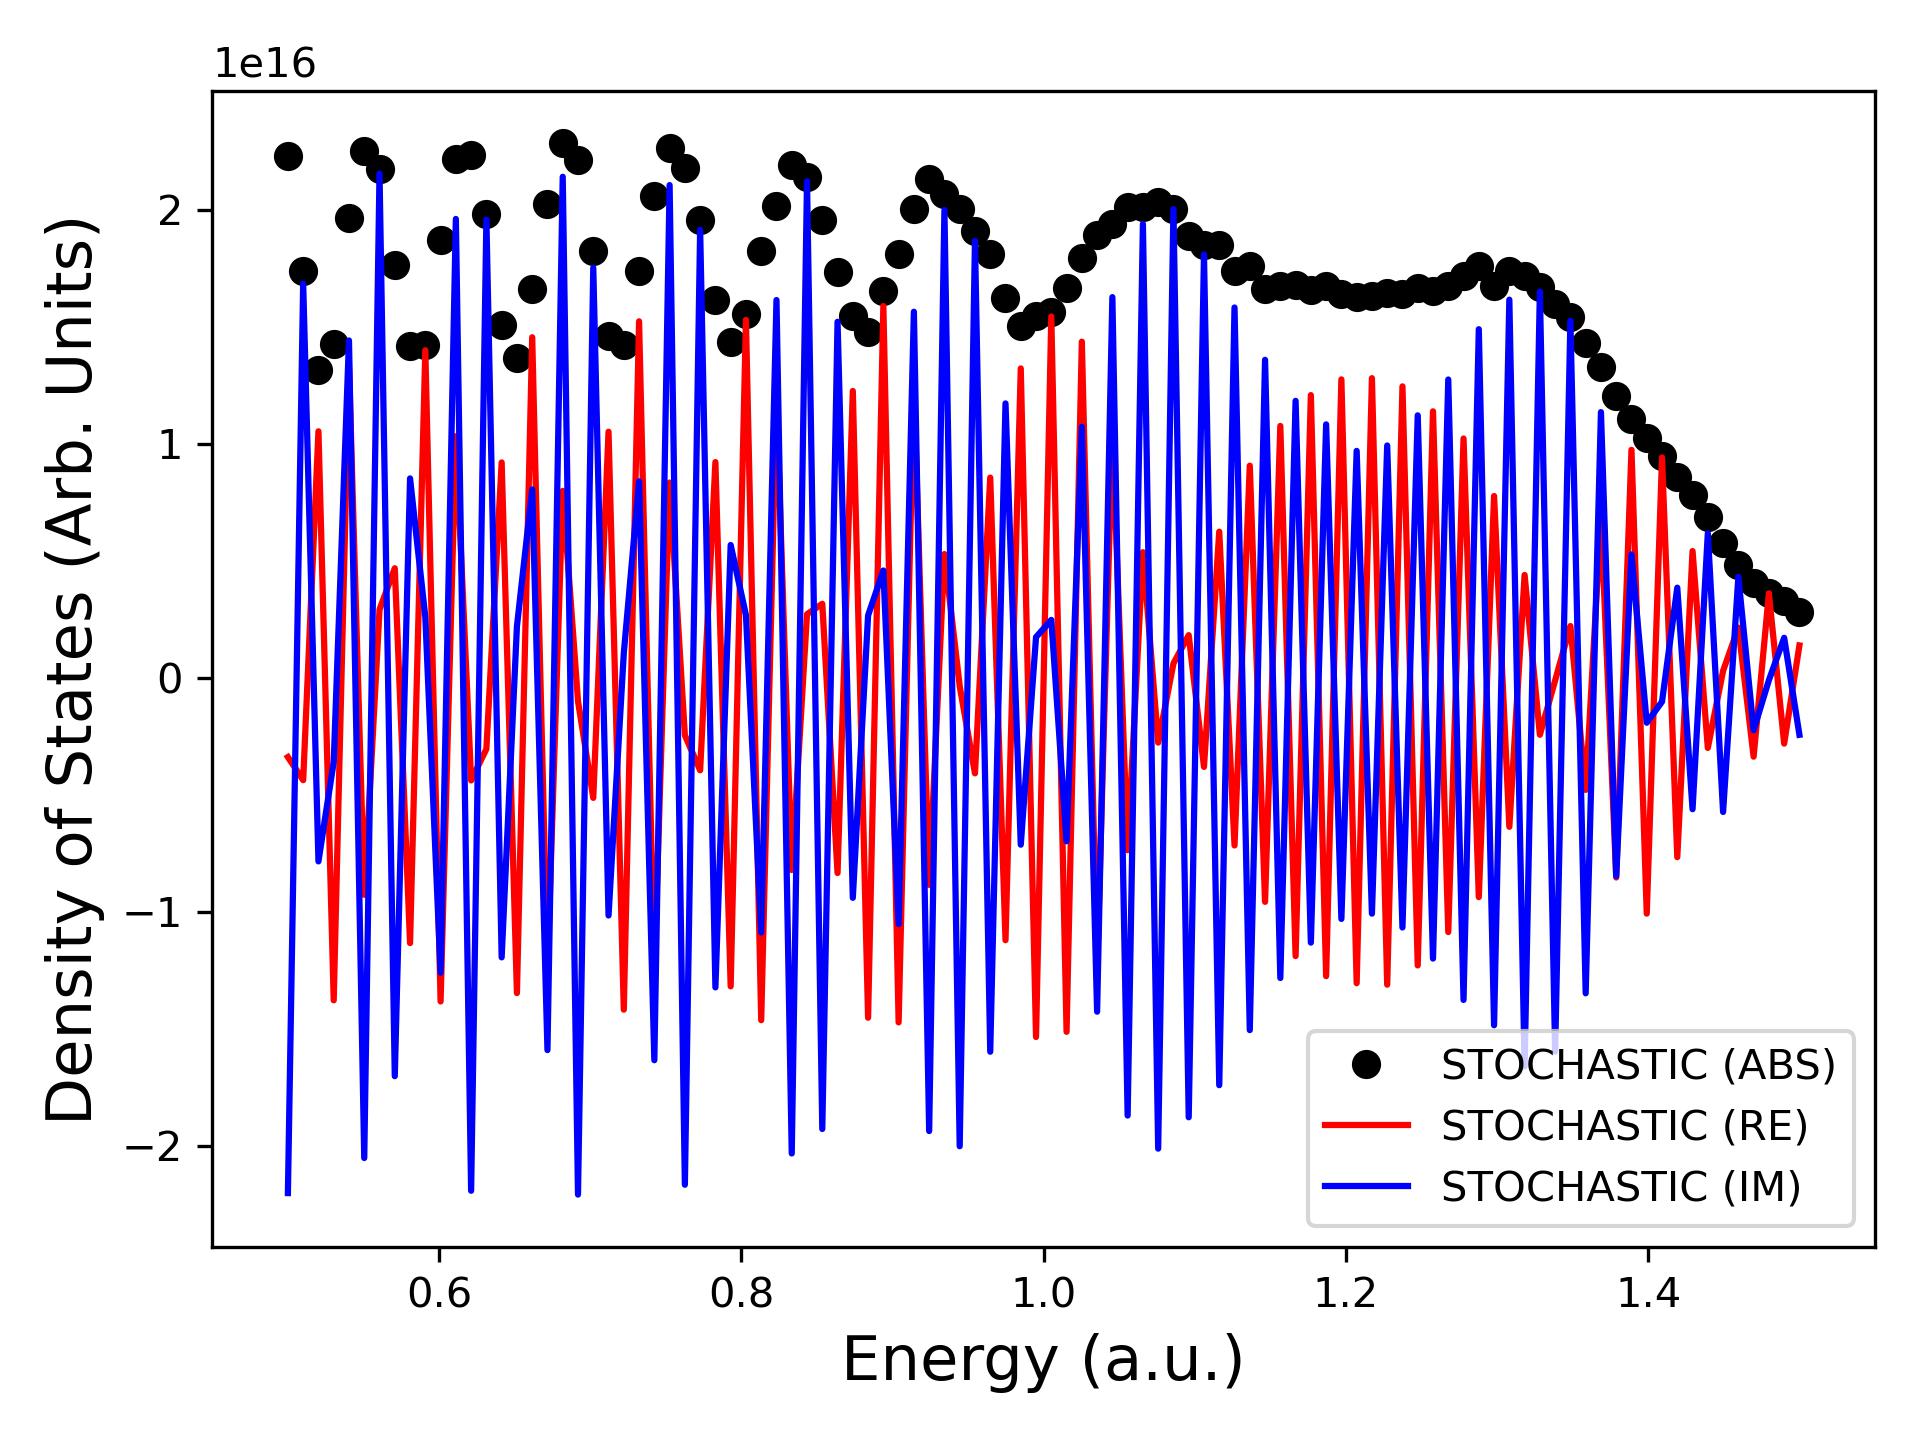 1e16
Density of States (Arb. Units)
2
1
0
−1
−2
STOCHASTIC (ABS)
STOCHASTIC (RE)
STOCHASTIC (IM)
0.6 0.8 1.0 1.2 1.4
Energy (a.u.)